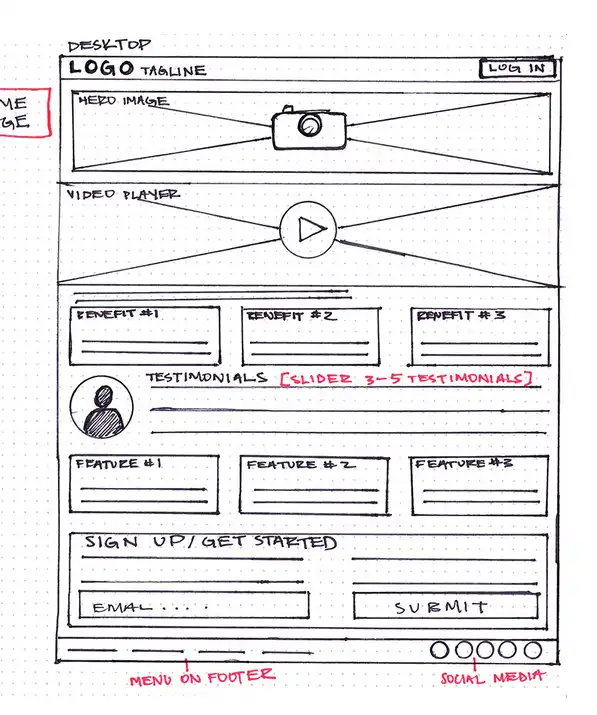 DESKTOP
LOGO TAGLINE
LOG IN
ME
GE
HERO IMAGE
VIDEO PLAYER
BENEFIT #1
BENEFIT #2
BENEFIT #3
TESTIMONIALS [SLIDER 3-5 TESTIMONIALS]
FEATURE #1
FEATURE #2
FEATURE #3
SIGN UP/GET STARTED
EMAL ....
SUBMIT
MENU ON FOOTER
SOCIAL MEDIA